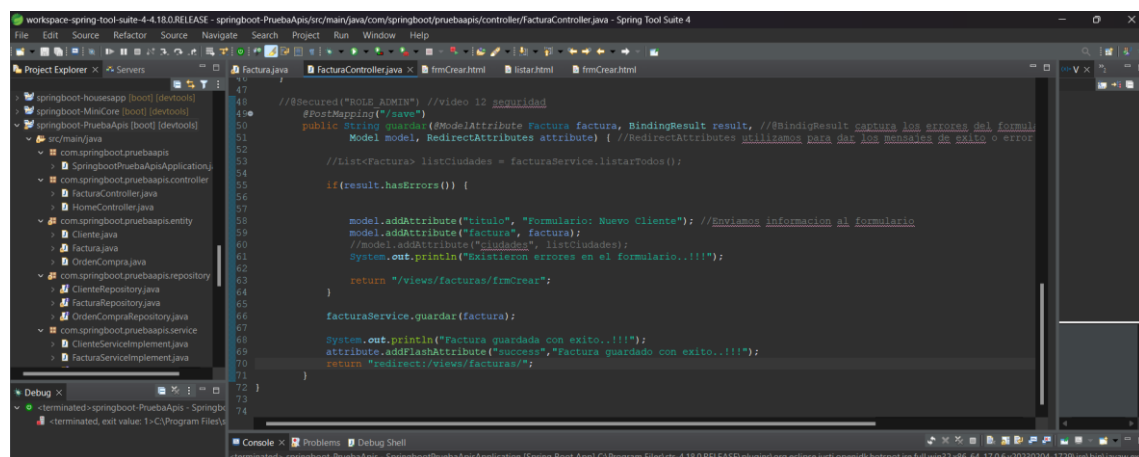 workspace-spring-tool-suite-4-4.18.0.RELEASE - springboot-PruebaApis/src/main/java/com/springboot/pruebaapis/controller/FacturaController.java - Spring Tool Suite 4
File Edit Source Refactor Source Navigate Search Project Run Window Help
Project Explorer Servers
Factura.java FacturaController.java frmCrear.html listar.html frmCrear.html
springboot-housesapp [boot] [devtools]
springboot-MiniCore [boot] [devtools]
springboot-PruebaApis [boot] [devtools]
src/main/java
com.springboot.pruebaapis
SpringbootPruebaApisApplication.j
com.springboot.pruebaapis.controller
FacturaController.java
HomeController.java
com.springboot.pruebaapis.entity
Cliente.java
Factura.java
OrdenCompra.java
com.springboot.pruebaapis.repository
ClienteRepository.java
FacturaRepository.java
OrdenCompraRepository.java
com.springboot.pruebaapis.service
ClienteServiceImplement.java
FacturaServiceImplement.java
46 }
47
48 //@Secured("ROLE_ADMIN") //video 12 seguridad
49 @PostMapping("/save")
50 public String guardar(@ModelAttribute Factura factura, BindingResult result, //@BindigResult captura los errores del formul
51 Model model, RedirectAttributes attribute) { //RedirectAttributes utilizamos para dar los mensajes de exito o error
52
53 //List<Factura> listCiudades = facturaService.listarTodos();
54
55 if(result.hasErrors()) {
56
57
58 model.addAttribute("titulo", "Formulario: Nuevo Cliente"); //Enviamos informacion al formulario
59 model.addAttribute("factura", factura);
60 //model.addAttribute("ciudades", listCiudades);
61 System.out.println("Existieron errores en el formulario..!!!");
62
63 return "/views/facturas/frmCrear";
64 }
65
66 facturaService.guardar(factura);
67
68 System.out.println("Factura guardada con exito..!!!");
69 attribute.addFlashAttribute("success","Factura guardado con exito..!!!");
70 return "redirect:/views/facturas/";
71 }
72 }
73
74
Debug
<terminated>springboot-PruebaApis - Springbo
<terminated, exit value: 1>C:\Program Files\s
Console Problems Debug Shell